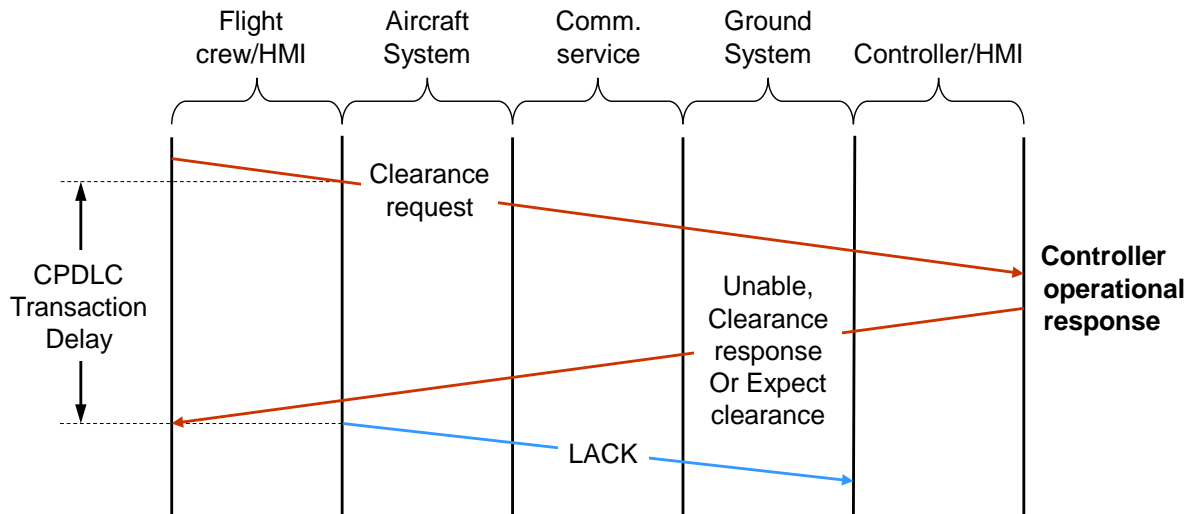 Flight
crew/HMI
Aircraft
System
Comm.
service
Ground
System
Controller/HMI
Clearance
request
CPDLC
Transaction
Delay
Controller
operational
response
Unable,
Clearance
response
Or Expect
clearance
LACK